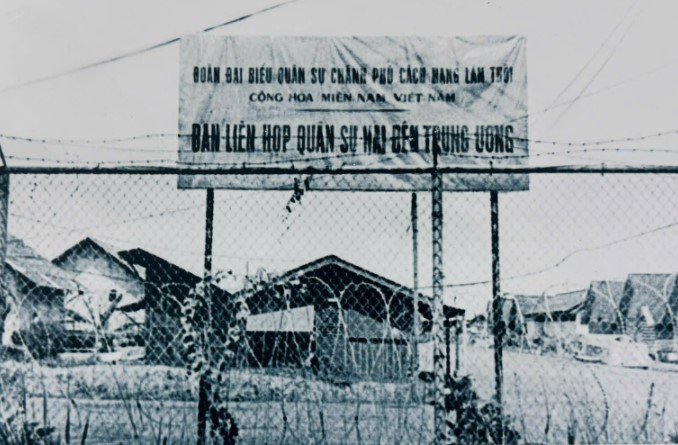 ĐOÀN ĐẠI BIỂU QUÂN SỰ CHÁNH PHỦ CÁCH MẠNG LÂM THỜI
CỘNG HÒA MIỀN NAM VIỆT NAM
BAN LIÊN HỢP QUÂN SỰ HAI BÊN TRUNG ƯƠNG